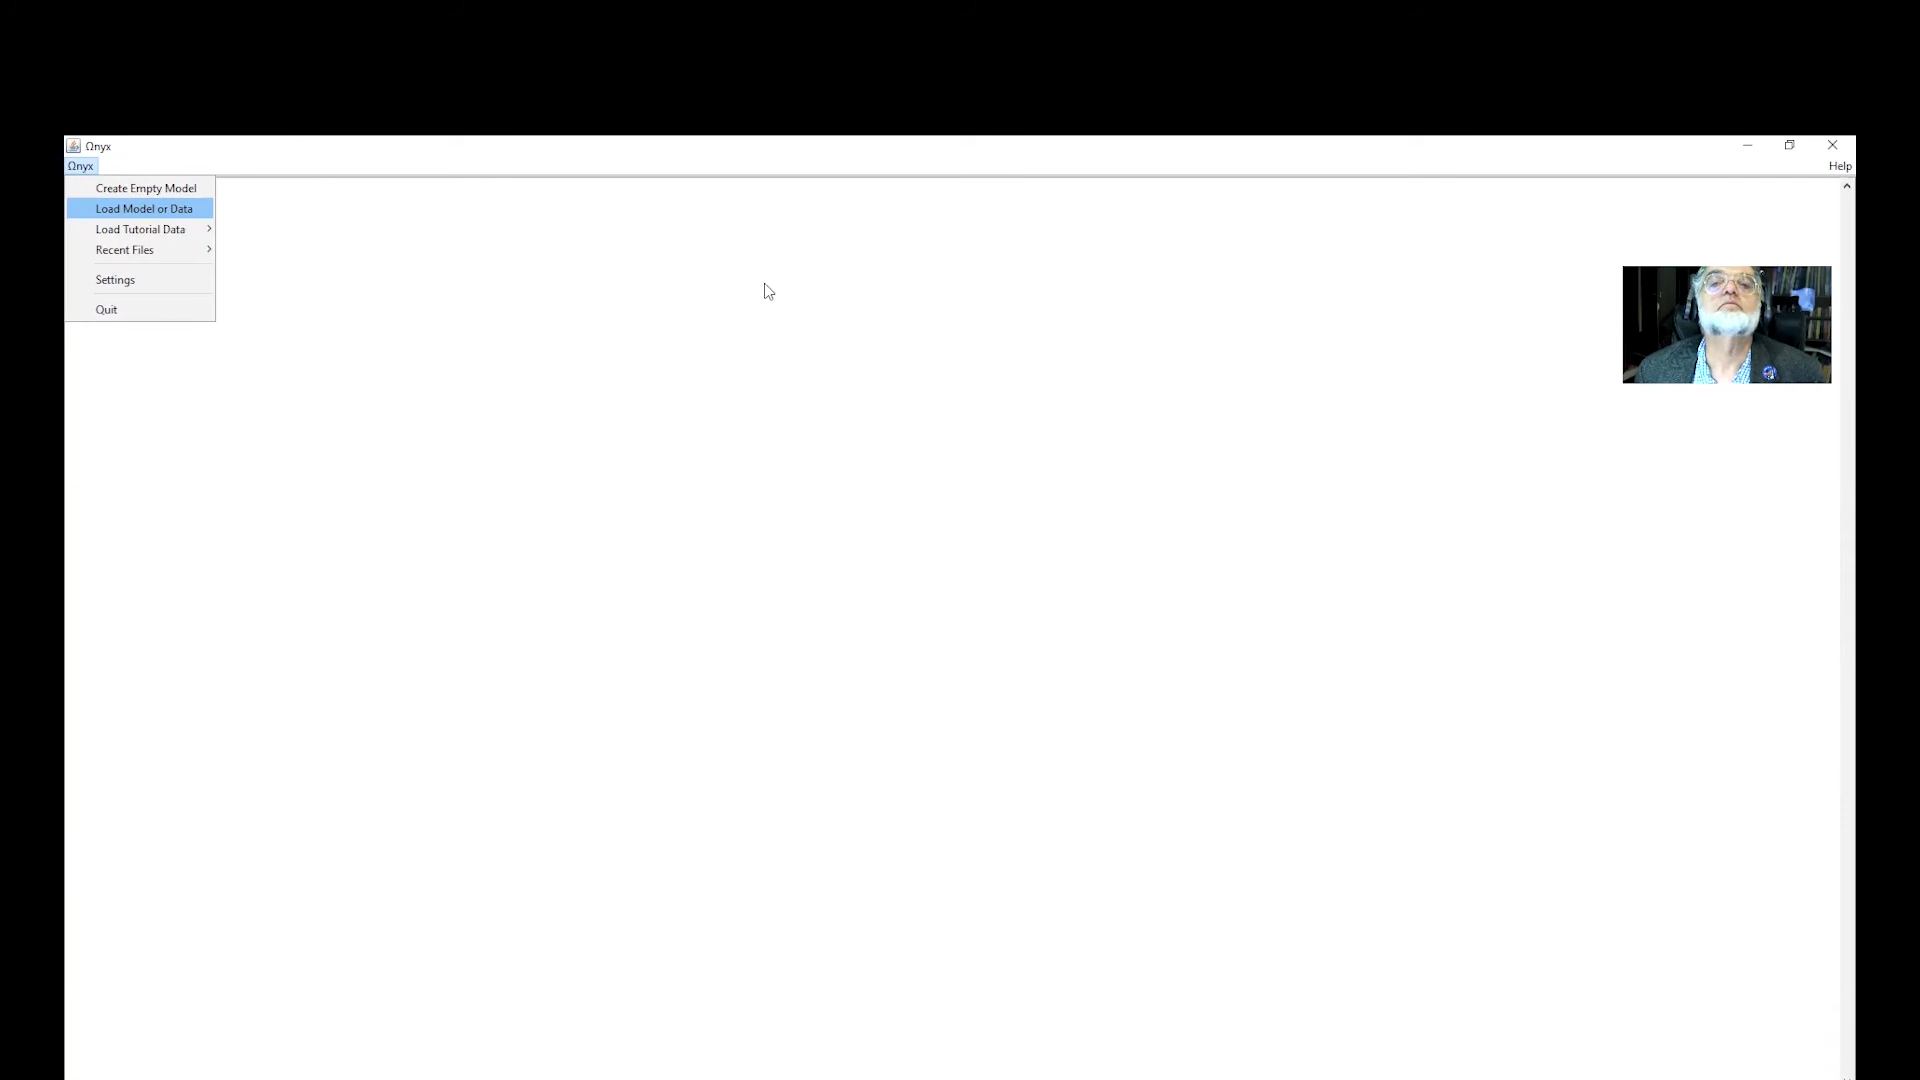 Ωnyx
Ωnyx
Help
Create Empty Model
Load Model or Data
Load Tutorial Data
Recent Files
Settings
Quit